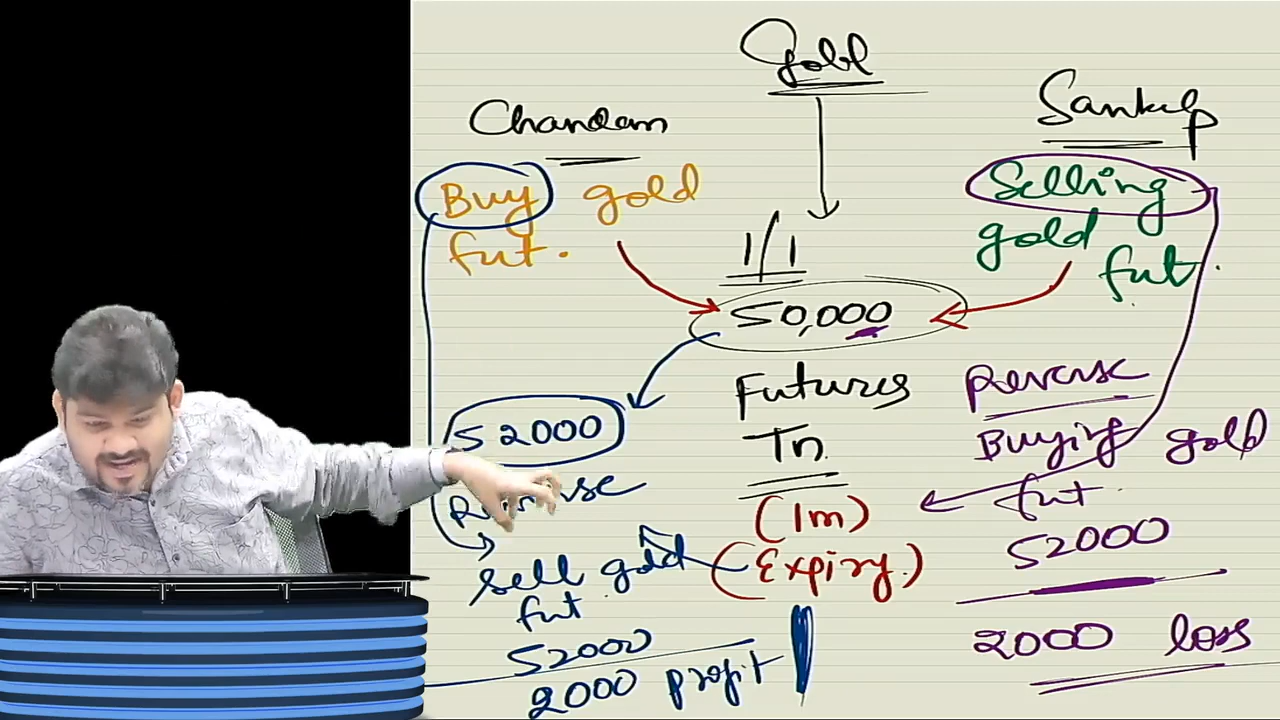 Gold
Chandan
Buy gold
fut.
Sankalp
Selling
gold
fut.
1/1
50,000
Futures
Tn
(1m)
(Expiry)
52000
Reverse
sell gold
fut
52000
2000 profit
Reverse
Buying gold
fut.
52000
2000 loss